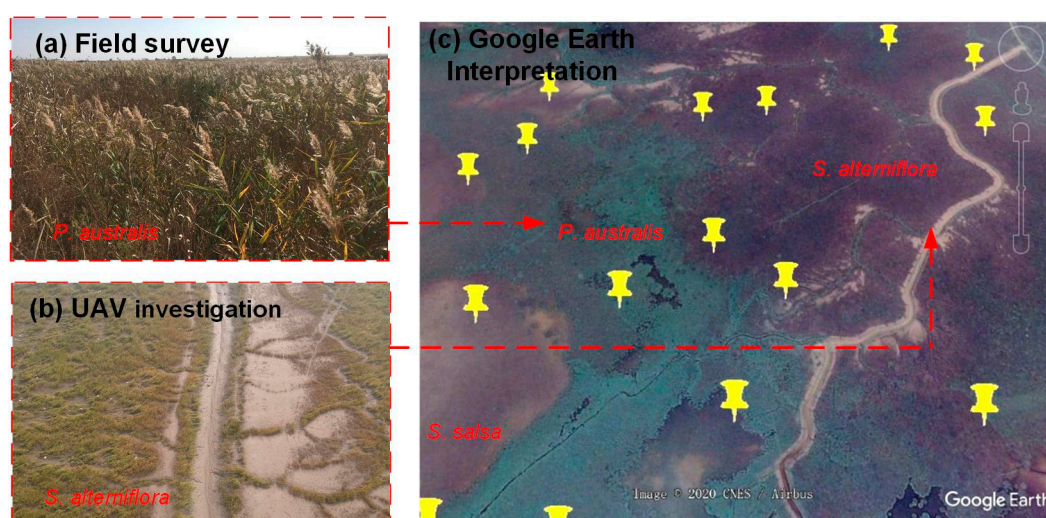 (a) Field survey
P. australis
(b) UAV investigation
S. alterniflora
(c) Google Earth
Interpretation
S. alterniflora
P. australis
S. salsa
Image © 2020 CNES / Airbus
Google Earth